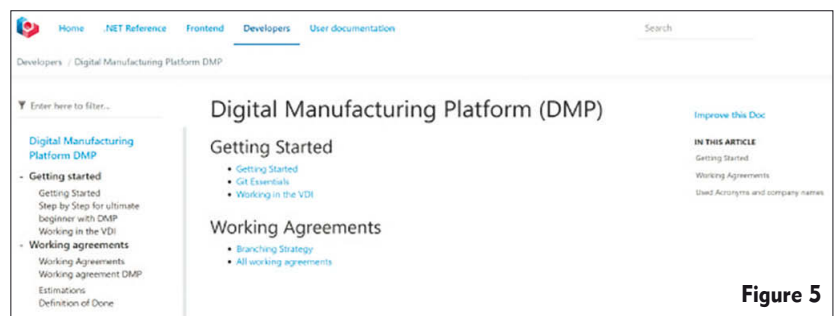 Home .NET Reference Frontend Developers User documentation Search
Developers / Digital Manufacturing Platform DMP
Enter here to filter...
Digital Manufacturing
Platform DMP
- Getting started
Getting Started
Step by Step for ultimate
beginner with DMP
Working in the VDI
- Working agreements
Working Agreements
Working agreement DMP
Estimations
Definition of Done
Digital Manufacturing Platform (DMP)
Getting Started
• Getting Started
• Git Essentials
• Working in the VDI
Working Agreements
• Branching Strategy
• All working agreements
Improve this Doc
IN THIS ARTICLE
Getting Started
Working Agreements
Used Acronyms and company names
Figure 5